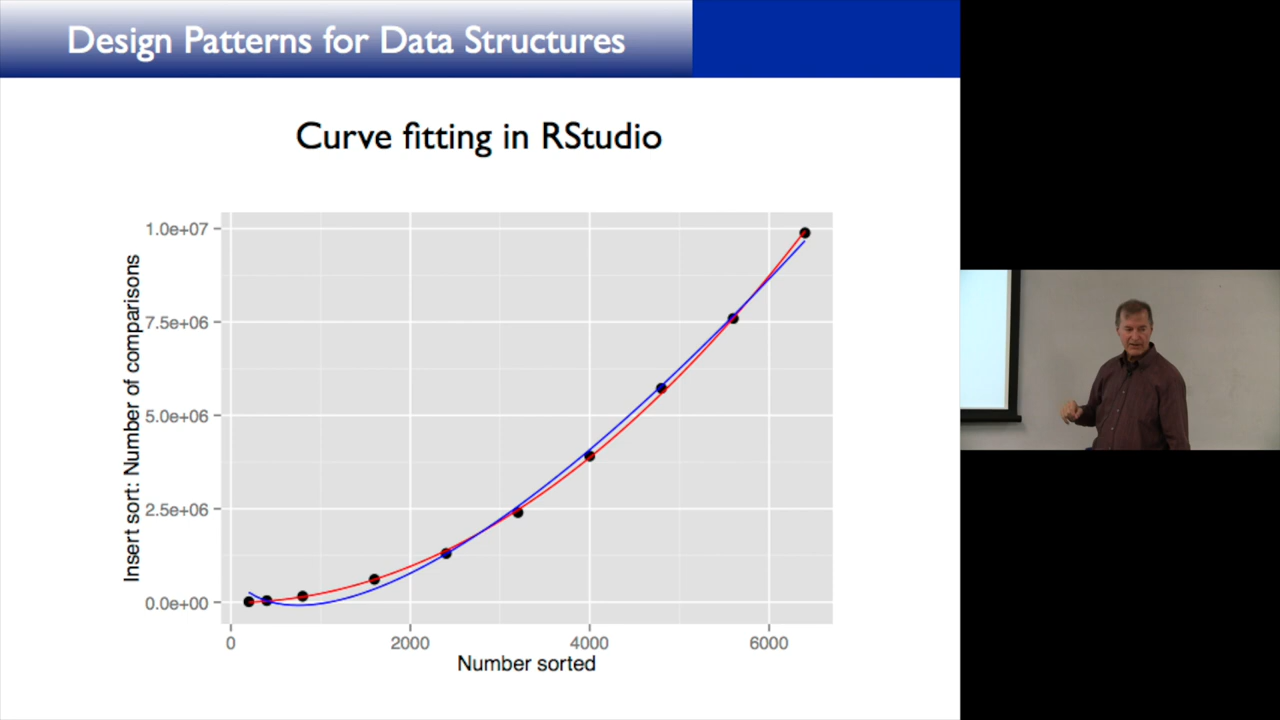 Design Patterns for Data Structures
Curve fitting in RStudio
Insert sort: Number of comparisons
1.0e+07
7.5e+06
5.0e+06
2.5e+06
0.0e+00
0 2000 4000 6000
Number sorted